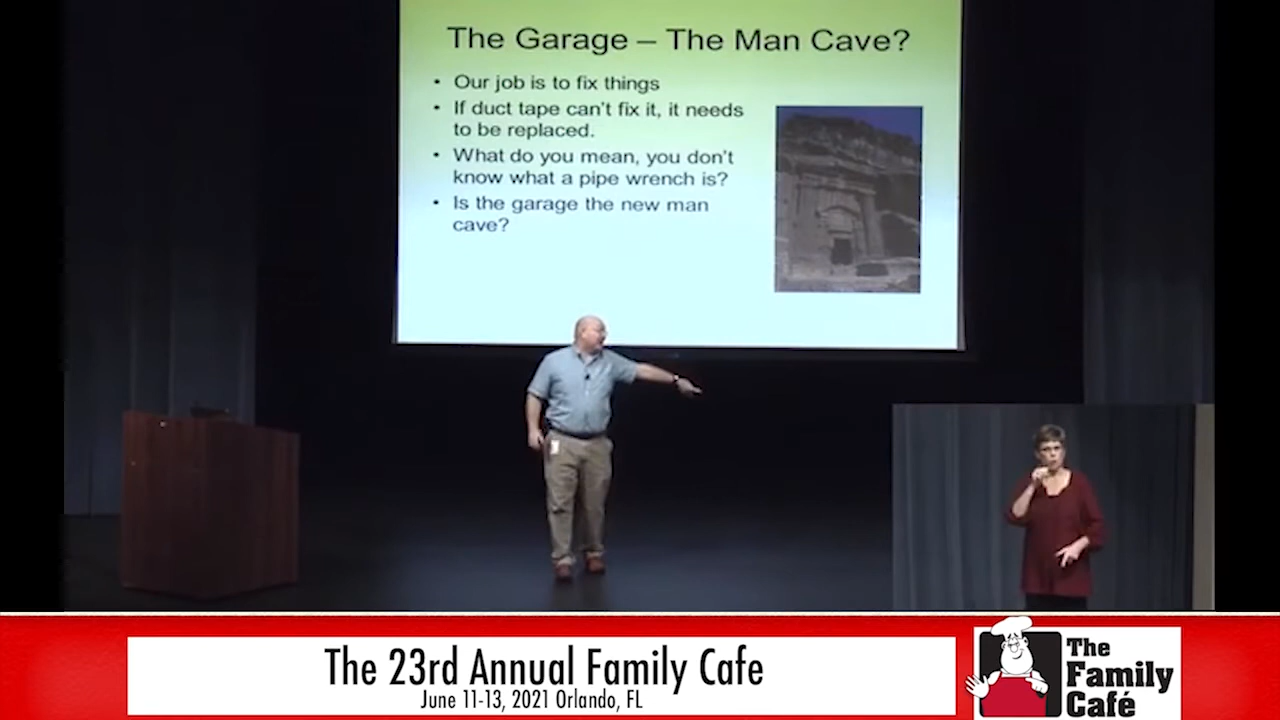 The Garage – The Man Cave?
• Our job is to fix things
• If duct tape can't fix it, it needs
to be replaced.
• What do you mean, you don't
know what a pipe wrench is?
• Is the garage the new man
cave?
The 23rd Annual Family Cafe
June 11-13, 2021 Orlando, FL
The
Family
Café